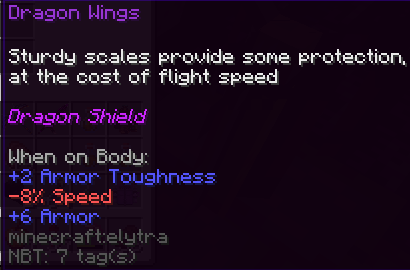 Dragon Wings
Sturdy scales provide some protection,
at the cost of flight speed
Dragon Shield
When on Body:
+2 Armor Toughness
-8% Speed
+6 Armor
minecraft:elytra
NBT: 7 tag(s)